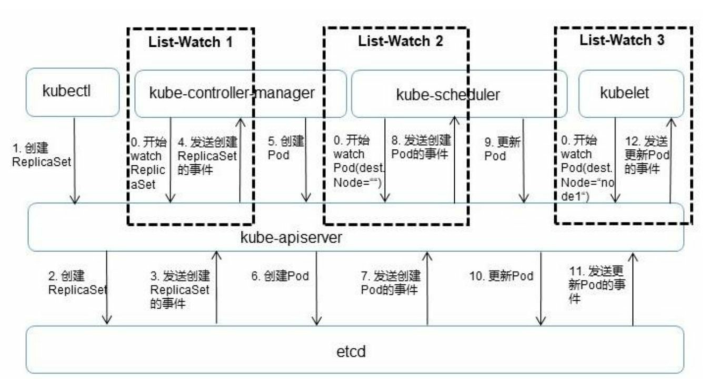 List-Watch 1
List-Watch 2
List-Watch 3
kubectl
kube-controller-manager
kube-scheduler
kubelet
1. 创建
ReplicaSet
0. 开始
watch
Replic
aSet
4. 发送创建
ReplicaSet
的事件
5. 创建
Pod
0. 开始
watch
Pod(dest.
Node="")
8. 发送创建
Pod的事件
9. 更新
Pod
0. 开始
watch
Pod(dest.
Node="no
de1")
12. 发送
更新Pod
的事件
kube-apiserver
2. 创建
ReplicaSet
3. 发送创建
ReplicaSet
的事件
6. 创建Pod
7. 发送创建
Pod的事件
10. 更新Pod
11. 发送更
新Pod的事
件
etcd